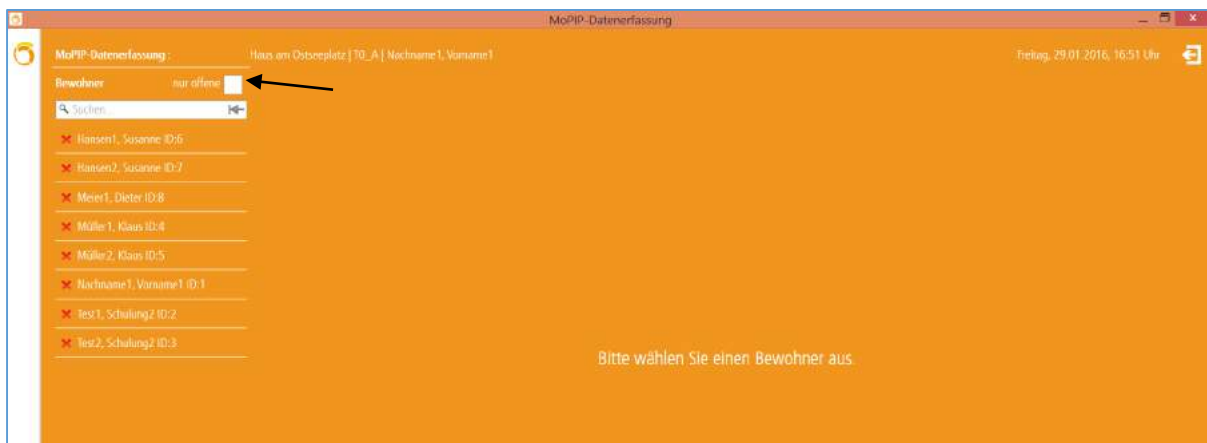 MoPIP-Datenerfassung
MoPIP-Datenerfassung : Haus am Ostseeplatz | T0_A | Nachname1, Vorname1 Freitag, 29.01.2016, 16:51 Uhr
Bewohner nur offene
Suchen
Hansen1, Susanne ID:6
Hansen2, Susanne ID:7
Meier1, Dieter ID:8
Müller1, Klaus ID:4
Müller2, Klaus ID:5
Nachname1, Vorname1 ID:1
Test1, Schulung2 ID:2
Test2, Schulung2 ID:3
Bitte wählen Sie einen Bewohner aus